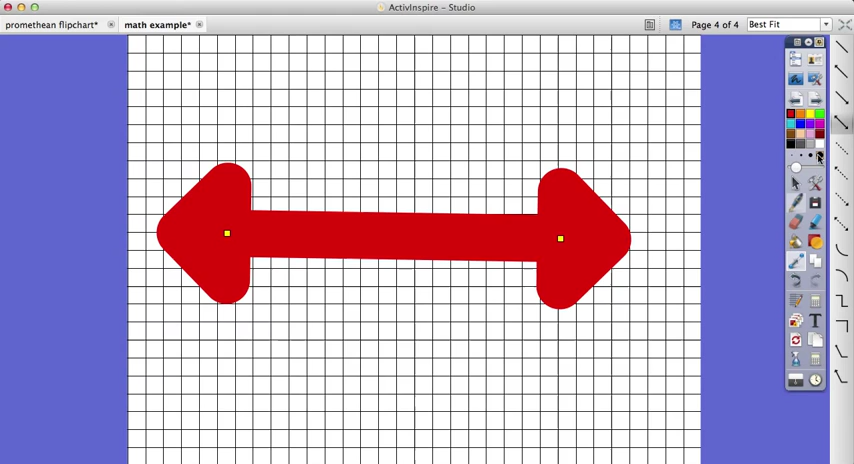 ActivInspire – Studio
promethean flipchart*
math example*
Page 4 of 4
Best Fit
T